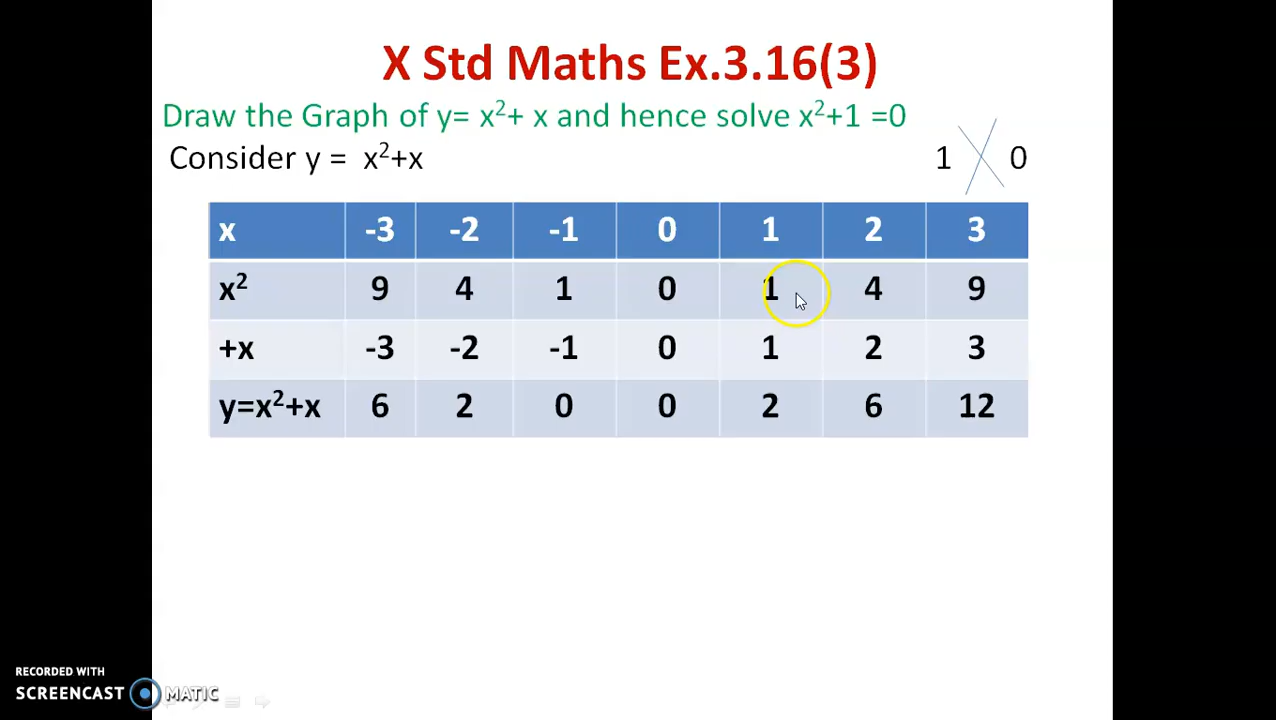 X Std Maths Ex.3.16(3)
Draw the Graph of y= x²+ x and hence solve x²+1 =0
Consider y = x²+x 1 0
x -3 -2 -1 0 1 2 3
x² 9 4 1 0 1 4 9
+x -3 -2 -1 0 1 2 3
y=x²+x 6 2 0 0 2 6 12
RECORDED WITH
SCREENCAST MATIC